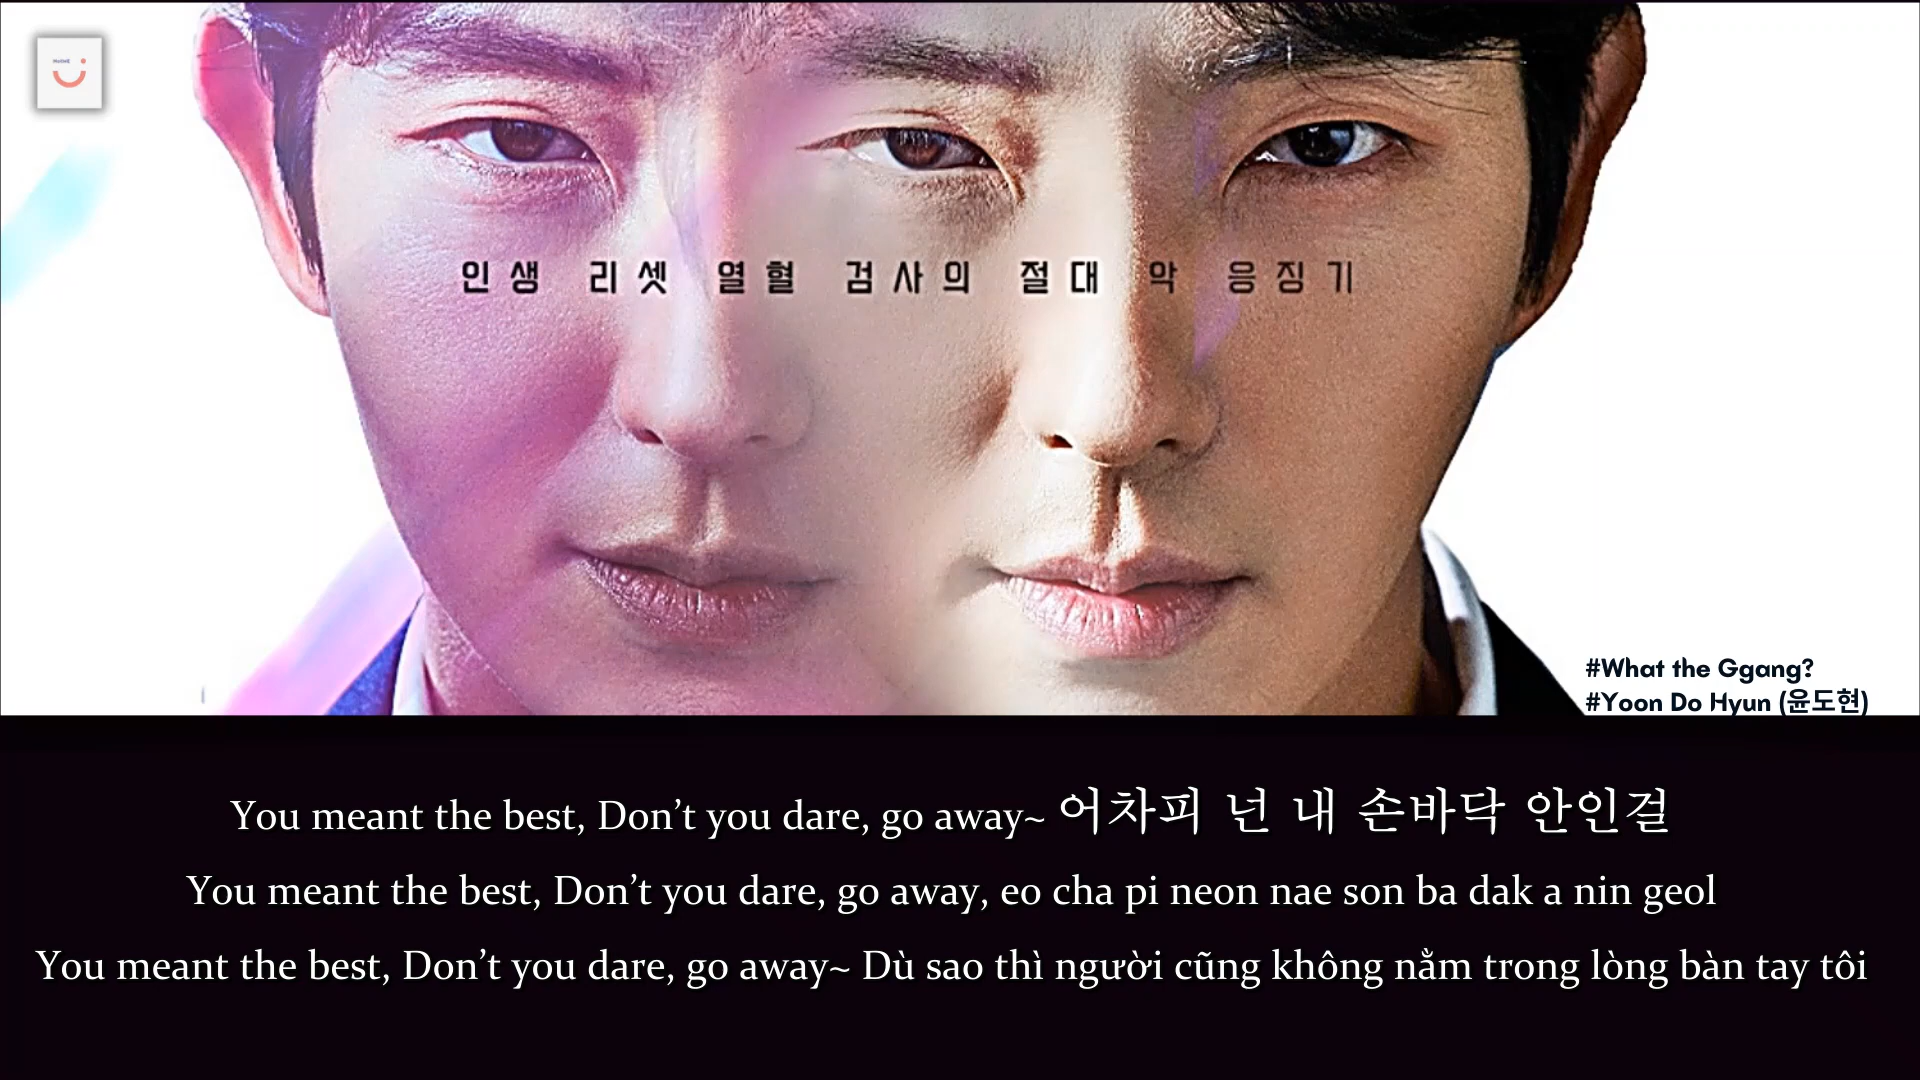 인생 리셋 열혈 검사의 절대 악 응징기
#What the Ggang?
#Yoon Do Hyun (윤도현)
You meant the best, Don’t you dare, go away~ 어차피 넌 내 손바닥 안인걸
You meant the best, Don’t you dare, go away, eo cha pi neon nae son ba dak a nin geol
You meant the best, Don’t you dare, go away~ Dù sao thì người cũng không nằm trong lòng bàn tay tôi